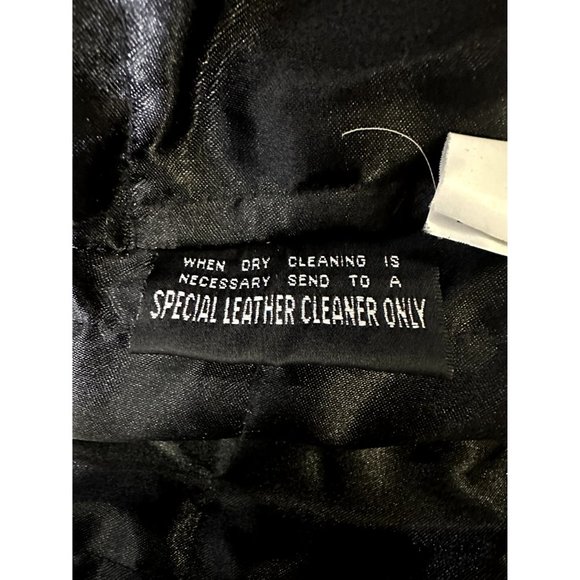 WHEN DRY CLEANING IS
NECESSARY SEND TO A
SPECIAL LEATHER CLEANER ONLY